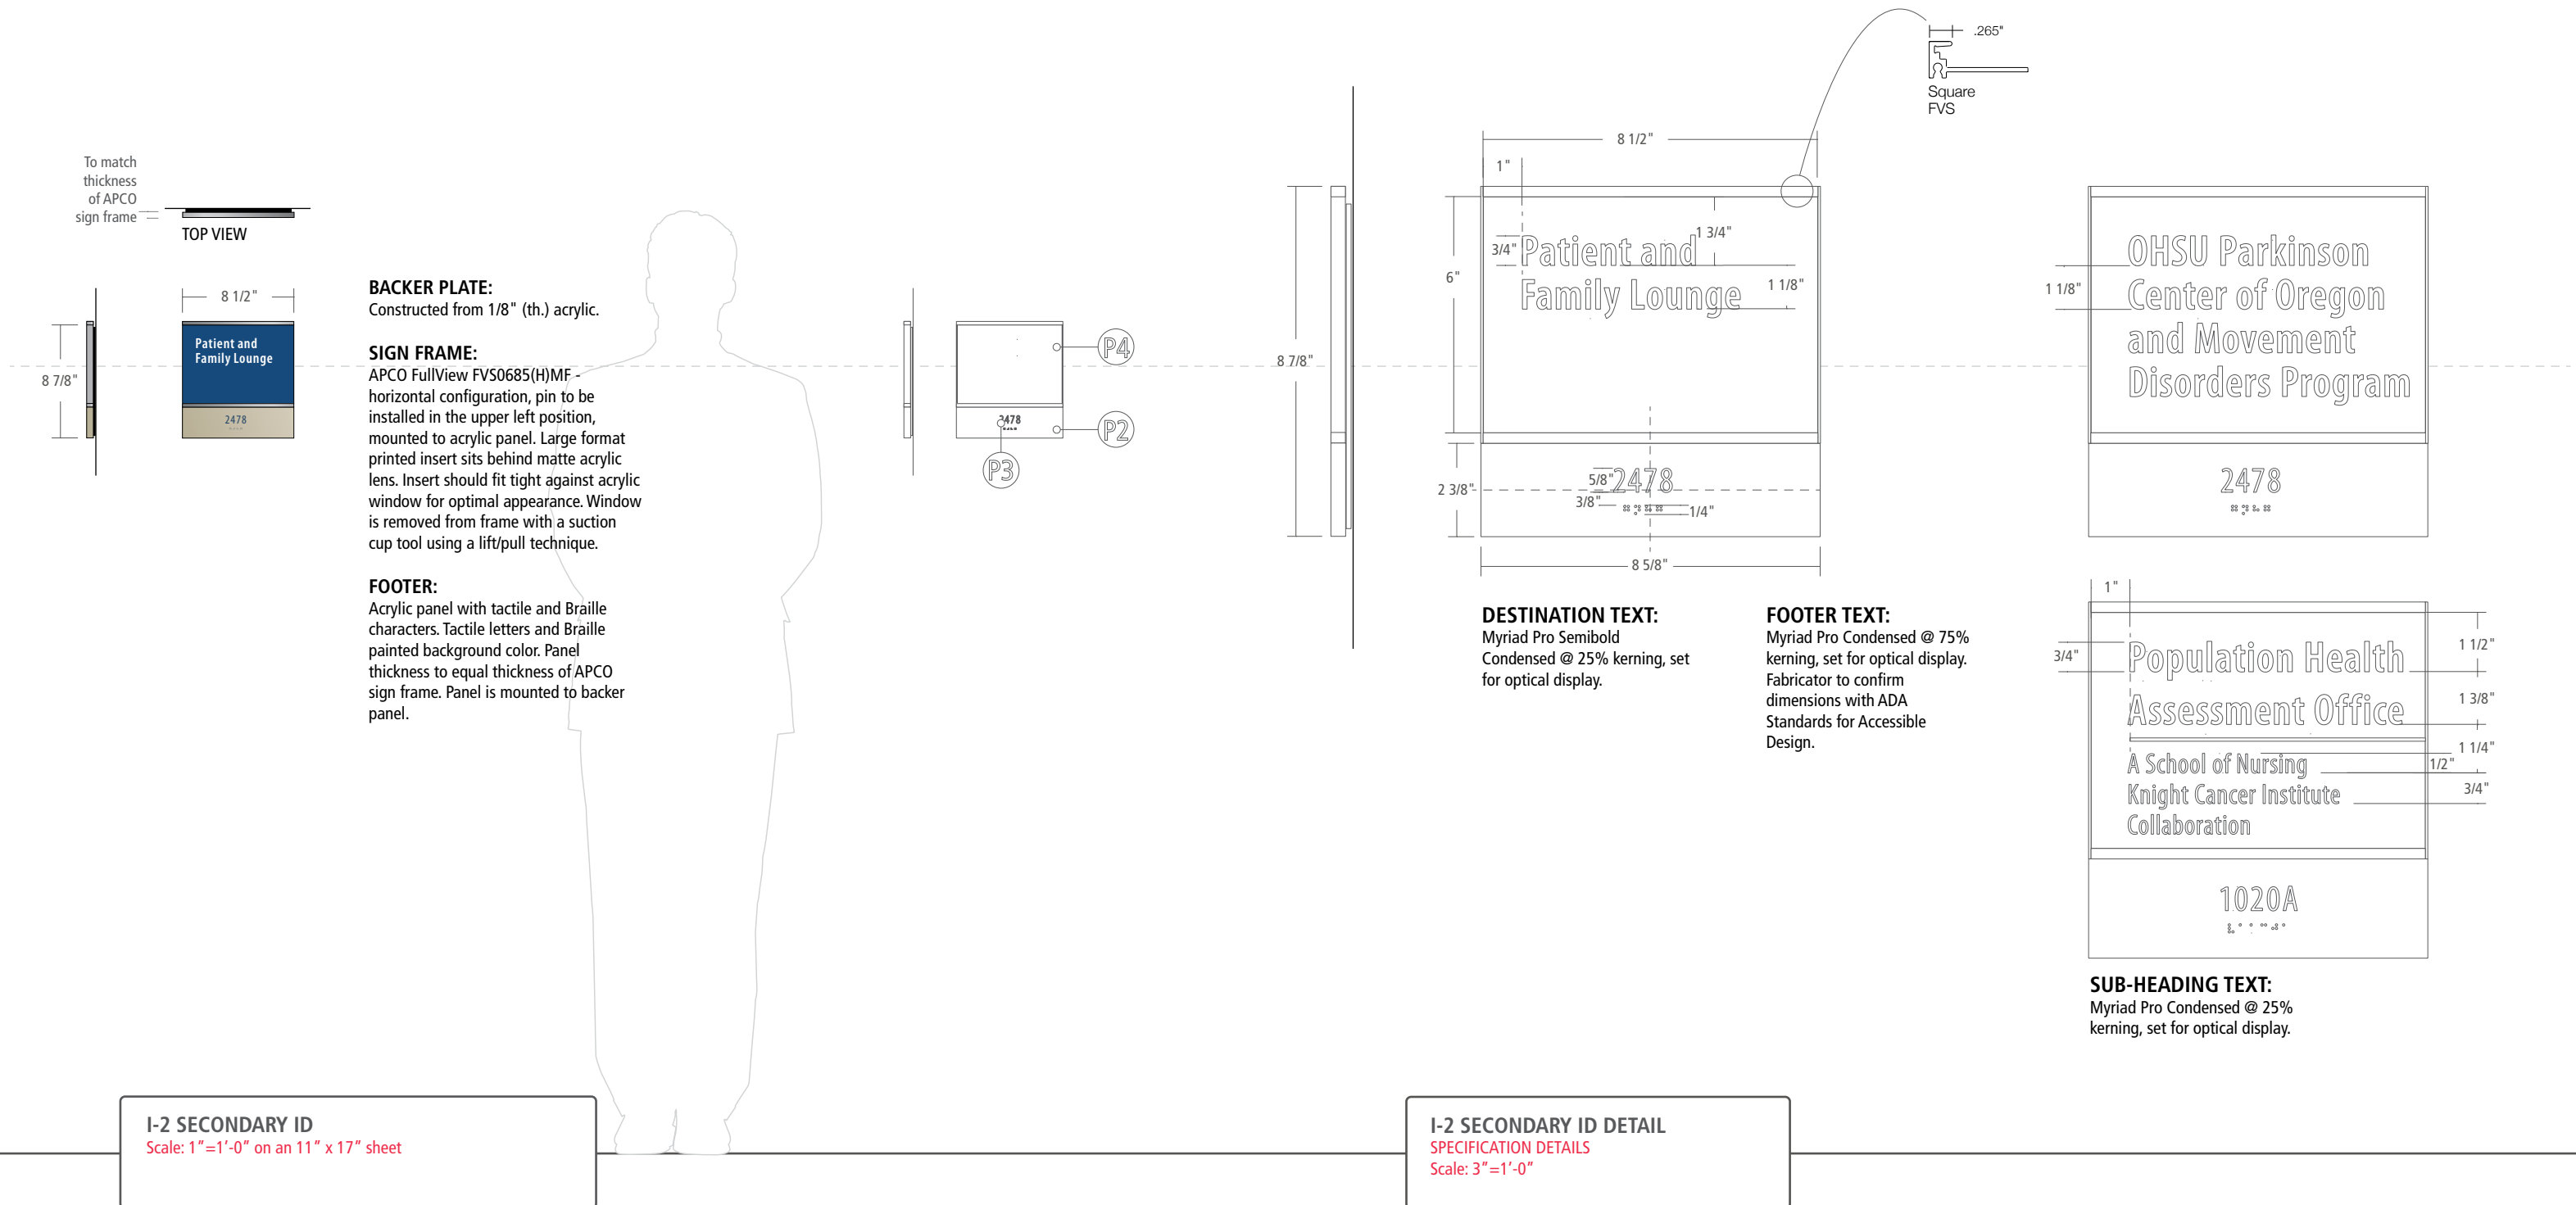 To match
thickness
of APCO
sign frame
TOP VIEW
8 1/2"
8 7/8"
Patient and
Family Lounge
2478
BACKER PLATE:
Constructed from 1/8" (th.) acrylic.
SIGN FRAME:
APCO FullView FVS0685(H)MF -
horizontal configuration, pin to be
installed in the upper left position,
mounted to acrylic panel. Large format
printed insert sits behind matte acrylic
lens. Insert should fit tight against acrylic
window for optimal appearance. Window
is removed from frame with a suction
cup tool using a lift/pull technique.
FOOTER:
Acrylic panel with tactile and Braille
characters. Tactile letters and Braille
painted background color. Panel
thickness to equal thickness of APCO
sign frame. Panel is mounted to backer
panel.
P4
2478
P2
P3
.265"
Square
FVS
8 1/2"
1"
1 3/4"
3/4"
Patient and
Family Lounge
6"
1 1/8"
8 7/8"
5/8"
2478
2 3/8"
3/8"
1/4"
8 5/8"
DESTINATION TEXT:
Myriad Pro Semibold
Condensed @ 25% kerning, set
for optical display.
FOOTER TEXT:
Myriad Pro Condensed @ 75%
kerning, set for optical display.
Fabricator to confirm
dimensions with ADA
Standards for Accessible
Design.
OHSU Parkinson
Center of Oregon
and Movement
Disorders Program
1 1/8"
2478
1"
3/4"
Population Health
Assessment Office
A School of Nursing
Knight Cancer Institute
Collaboration
1 1/2"
1 3/8"
1 1/4"
1/2"
3/4"
1020A
SUB-HEADING TEXT:
Myriad Pro Condensed @ 25%
kerning, set for optical display.
I-2 SECONDARY ID
Scale: 1”=1’-0” on an 11” x 17” sheet
I-2 SECONDARY ID DETAIL
SPECIFICATION DETAILS
Scale: 3”=1’-0”